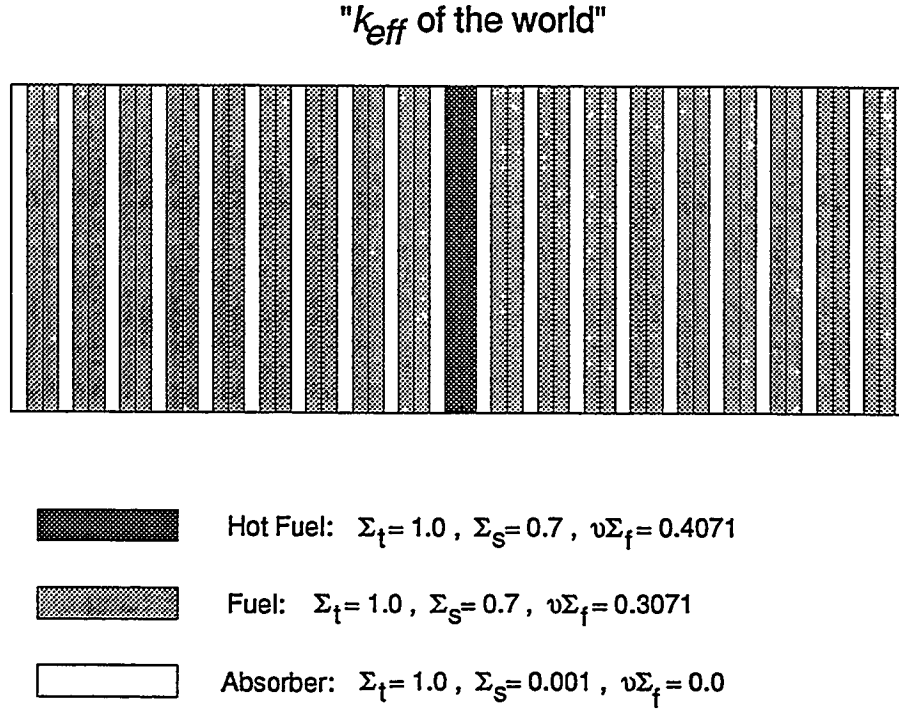 "keff of the world"
Hot Fuel: Σt= 1.0 , Σs= 0.7 , υΣf= 0.4071
Fuel: Σt= 1.0 , Σs= 0.7 , υΣf= 0.3071
Absorber: Σt= 1.0 , Σs= 0.001 , υΣf = 0.0